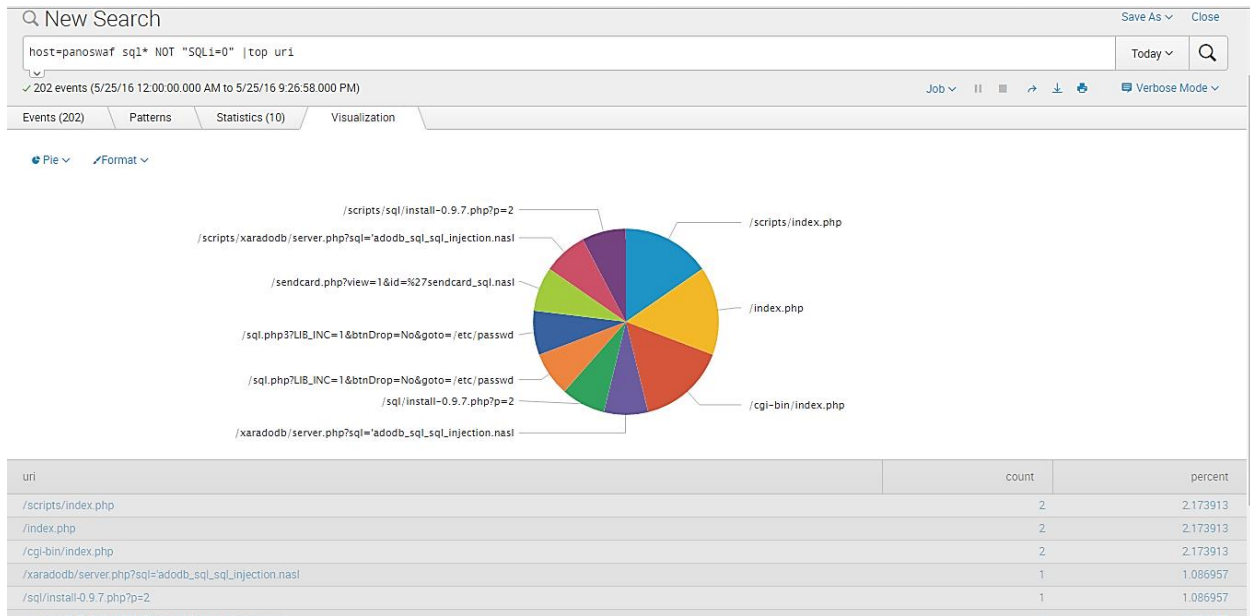 New Search
Save As Close
host=panoswaf sql* NOT "SQLi=0" |top uri
Today
202 events (5/25/16 12:00:00.000 AM to 5/25/16 9:26:58.000 PM)
Job
Verbose Mode
Events (202) Patterns Statistics (10) Visualization
Pie Format
/scripts/sql/install-0.9.7.php?p=2
/scripts/index.php
/scripts/xaradodb/server.php?sql='adodb_sql_sql_injection.nasl
/sendcard.php?view=1&id=%27sendcard_sql.nasl
/index.php
/sql.php3?LIB_INC=1&btnDrop=No&goto=/etc/passwd
/sql.php?LIB_INC=1&btnDrop=No&goto=/etc/passwd
/sql/install-0.9.7.php?p=2
/cgi-bin/index.php
/xaradodb/server.php?sql='adodb_sql_sql_injection.nasl
uri count percent
/scripts/index.php 2 2.173913
/index.php 2 2.173913
/cgi-bin/index.php 2 2.173913
/xaradodb/server.php?sql='adodb_sql_sql_injection.nasl 1 1.086957
/sql/install-0.9.7.php?p=2 1 1.086957